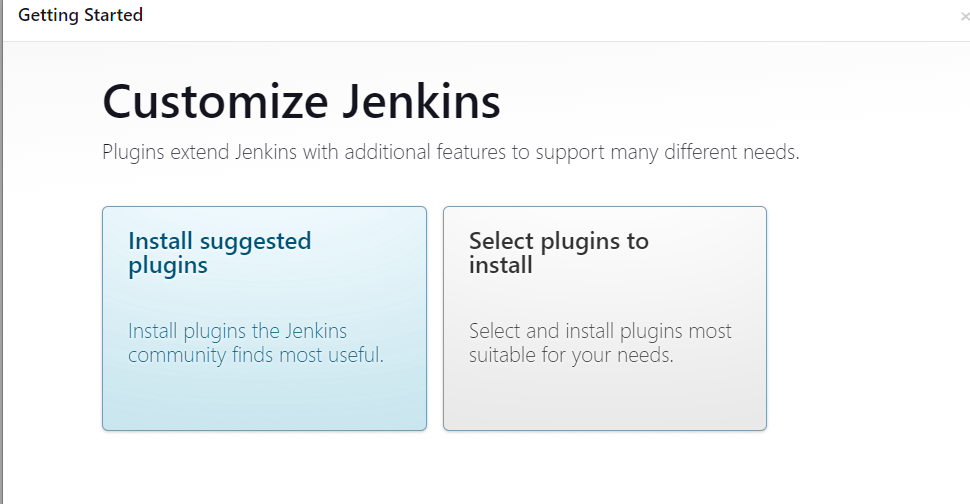 Getting Started
×
Customize Jenkins
Plugins extend Jenkins with additional features to support many different needs.
Install suggested
plugins
Install plugins the Jenkins
community finds most useful.
Select plugins to
install
Select and install plugins most
suitable for your needs.